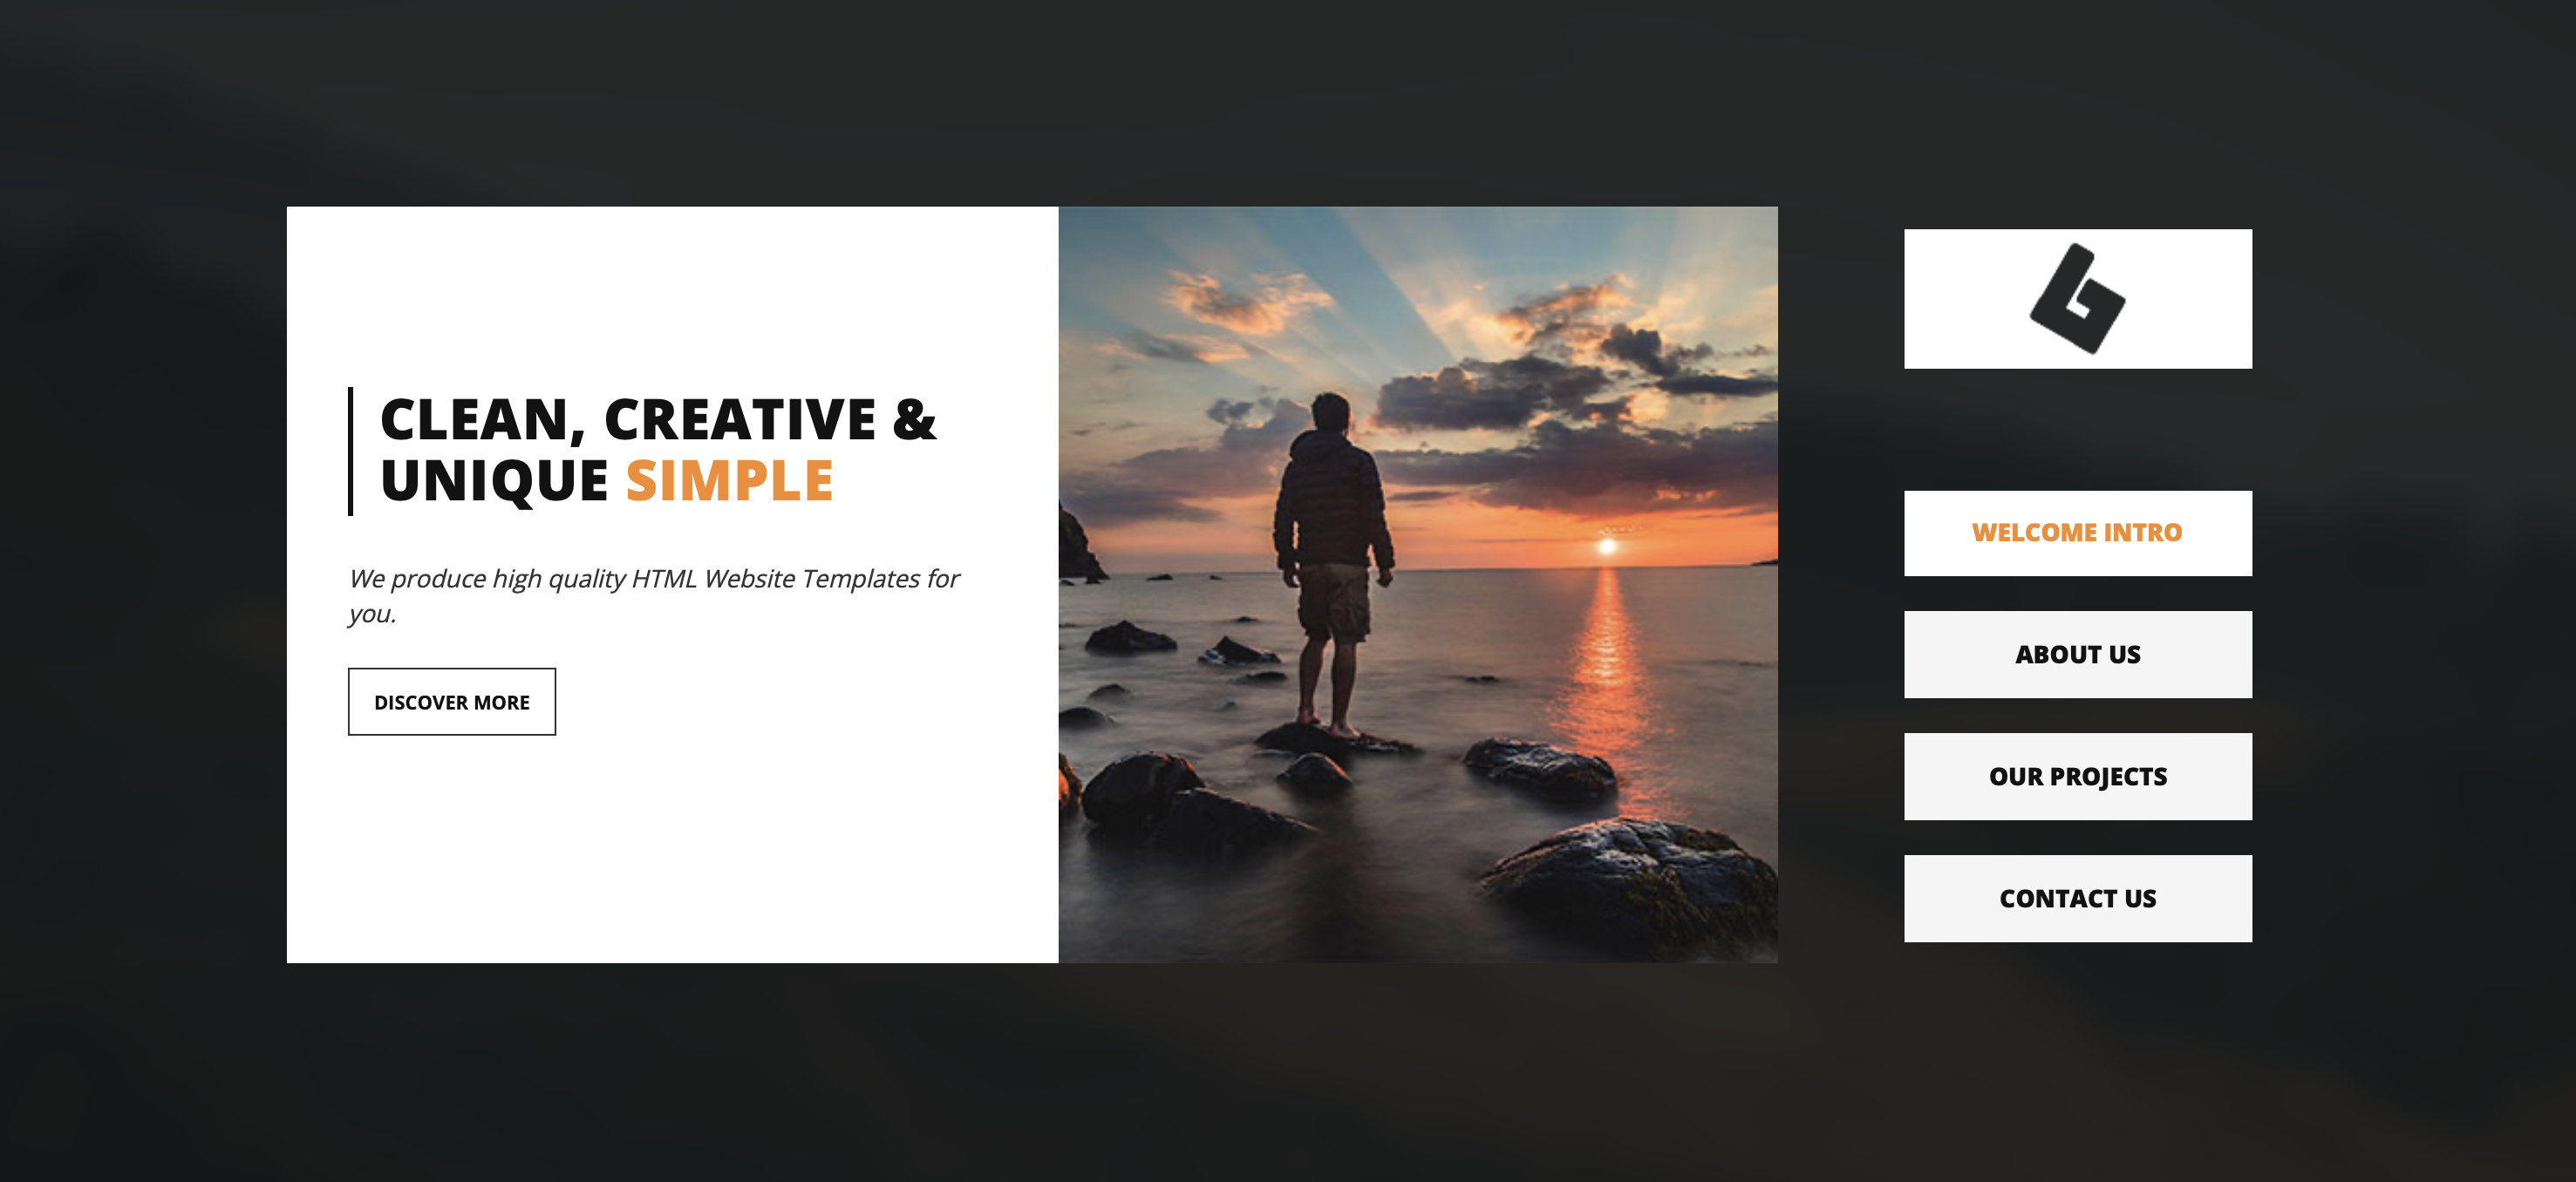 CLEAN, CREATIVE &
UNIQUE SIMPLE
We produce high quality HTML Website Templates for
you.
DISCOVER MORE
WELCOME INTRO
ABOUT US
OUR PROJECTS
CONTACT US